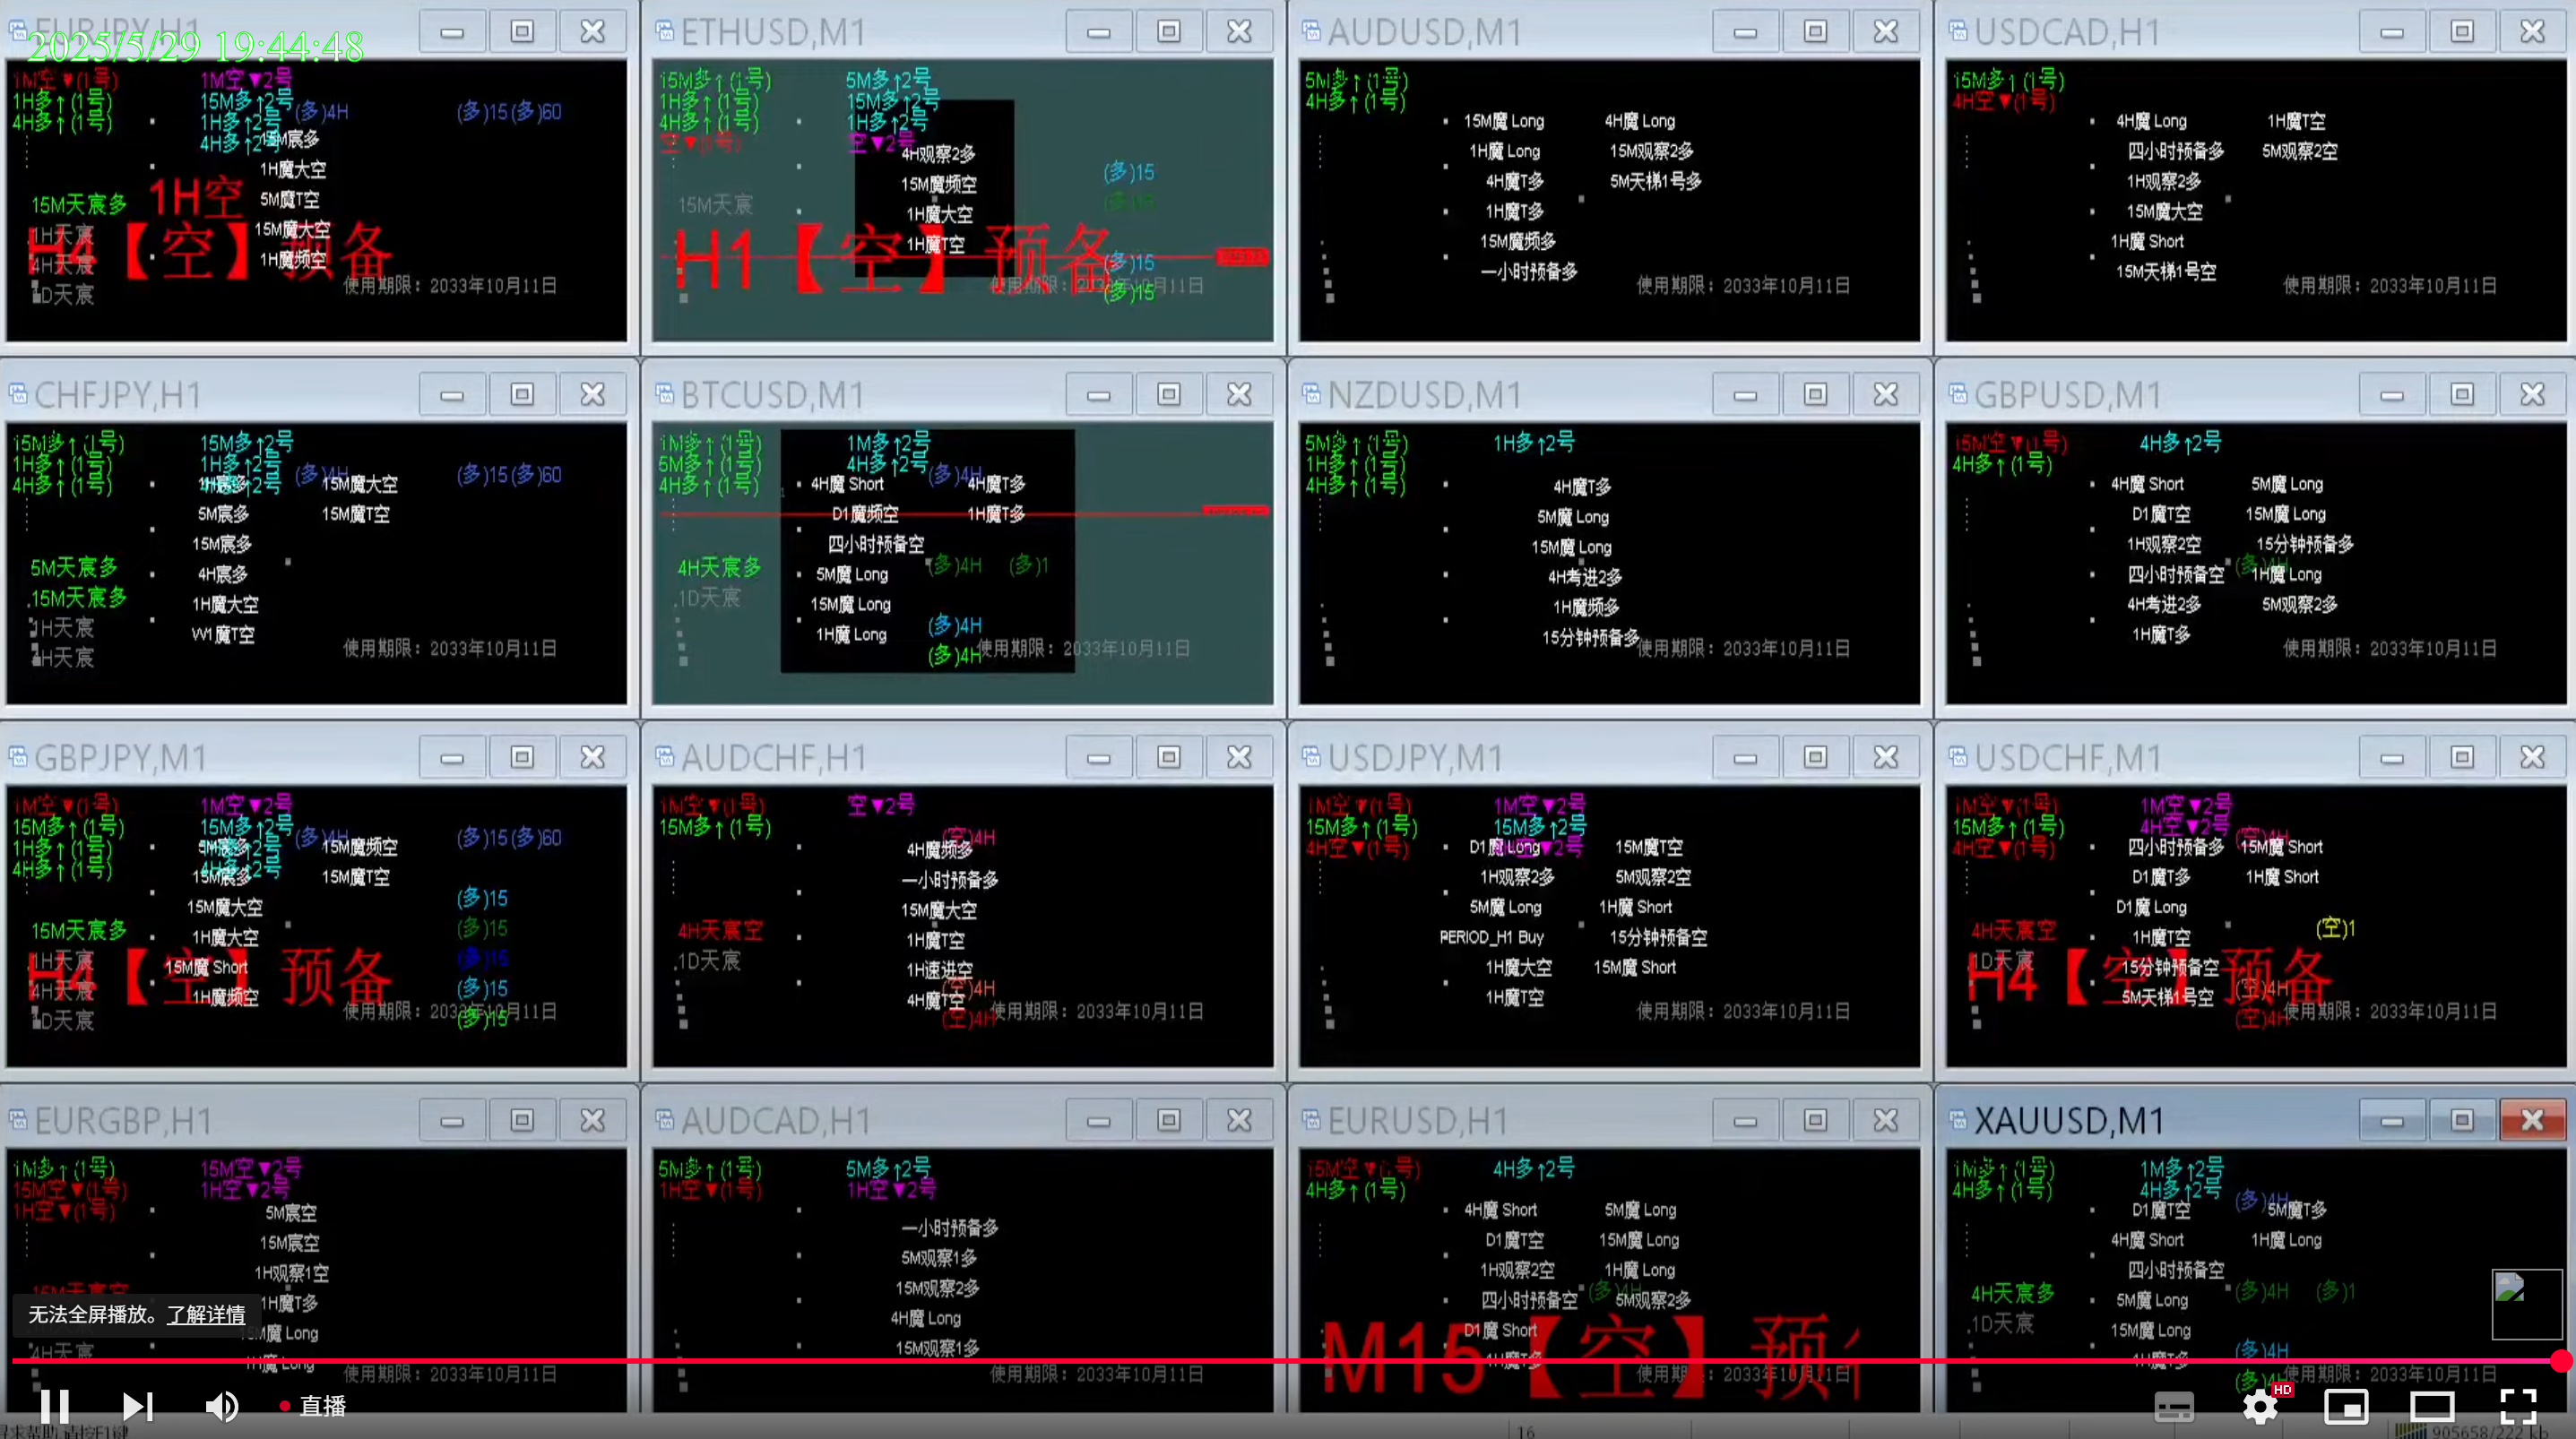 EURJPY,H1
2025/5/29 19:44:48
1M空▼(1号)
1H多↑(1号)
4H多↑(1号)
1M空▼2号
15M多↑2号
1H多↑2号
4H多↑2号
(多)4H
(多)15(多)60
1H魔大空
5M魔T空
15M魔大空
1H魔频空
15M天宸多
1H天宸
4H天宸
1D天宸
1H空
H4【空】预备
使用期限：2033年10月11日
ETHUSD,M1
15M多↑(1号)
1H多↑(1号)
4H多↑(1号)
空▼(1号)
5M多↑2号
15M多↑2号
1H多↑2号
空▼2号
4H观察2多
15M魔频空
1H魔大空
1H魔T空
15M天宸
(多)15
(多)15
(多)15
H1【空】预备
使用期限：2033年10月11日
AUDUSD,M1
5M多↑(1号)
4H多↑(1号)
15M魔 Long
1H魔 Long
4H魔T多
1H魔T多
15M魔频多
一小时预备多
4H魔 Long
15M观察2多
5M天梯1号多
使用期限：2033年10月11日
USDCAD,H1
15M多↑(1号)
4H空▼(1号)
4H魔 Long
四小时预备多
1H观察2多
15M魔大空
1H魔 Short
15M天梯1号空
1H魔T空
5M观察2空
使用期限：2033年10月11日
CHFJPY,H1
15M多↑(1号)
1H多↑(1号)
4H多↑(1号)
15M多↑2号
1H多↑2号
(多)4H
(多)15(多)60
5M宸多
15M宸多
4H宸多
1H魔大空
W1魔T空
15M魔大空
15M魔T空
5M天宸多
15M天宸多
1H天宸
4H天宸
使用期限：2033年10月11日
BTCUSD,M1
1M多↑(1号)
5M多↑(1号)
4H多↑(1号)
1M多↑2号
4H多↑2号
(多)4H
4H魔 Short
D1魔频空
四小时预备空
5M魔 Long
15M魔 Long
1H魔 Long
4H魔T多
1H魔T多
4H天宸多
1D天宸
(多)4H
(多)1
(多)4H
(多)4H
使用期限：2033年10月11日
NZDUSD,M1
5M多↑(1号)
1H多↑(1号)
4H多↑(1号)
1H多↑2号
4H魔T多
5M魔 Long
15M魔 Long
4H考进2多
1H魔频多
15分钟预备多
使用期限：2033年10月11日
GBPUSD,M1
15M空▼(1号)
4H多↑(1号)
4H多↑2号
4H魔 Short
D1魔T空
1H观察2空
四小时预备空
4H考进2多
1H魔T多
5M魔 Long
15M魔 Long
15分钟预备多
1H魔 Long
5M观察2多
使用期限：2033年10月11日
GBPJPY,M1
1M空▼(1号)
15M多↑(1号)
1H多↑(1号)
4H多↑(1号)
1M空▼2号
15M多↑2号
(多)4H
(多)15(多)60
15M宸多
15M魔大空
1H魔大空
15M魔 Short
1H魔频空
15M魔频空
15M魔T空
15M天宸多
1H天宸
4H天宸
1D天宸
(多)15
(多)15
(多)15
(多)15
(多)15
H4【空】预备
使用期限：2033年10月11日
AUDCHF,H1
1M空▼(1号)
15M多↑(1号)
空▼2号
(空)4H
4H魔频多
一小时预备多
15M魔大空
1H魔T空
1H速进空
4H魔T空
4H天宸空
1D天宸
(空)4H
(空)4H
使用期限：2033年10月11日
USDJPY,M1
1M空▼(1号)
15M多↑(1号)
4H空▼(1号)
1M空▼2号
15M多↑2号
D1魔 Long
1H观察2多
5M魔 Long
PERIOD_H1 Buy
1H魔大空
1H魔T空
15M魔T空
5M观察2空
1H魔 Short
15分钟预备空
15M魔 Short
使用期限：2033年10月11日
USDCHF,M1
1M空▼(1号)
15M多↑(1号)
4H空▼(1号)
1M空▼2号
4H空▼2号
(空)4H
四小时预备多
D1魔T多
D1魔 Long
1H魔T空
15分钟预备空
5M天梯1号空
15M魔 Short
1H魔 Short
4H天宸空
1D天宸
(空)1
(空)4H
(空)4H
H4【空】预备
使用期限：2033年10月11日
EURGBP,H1
1M多↑(1号)
15M空▼(1号)
1H空▼(1号)
15M空▼2号
1H空▼2号
5M宸空
15M宸空
1H观察1空
1H魔T多
15M魔 Long
1H魔 Long
15M天宸空
4H天宸
使用期限：2033年10月11日
AUDCAD,H1
5M多↑(1号)
1H空▼(1号)
5M多↑2号
1H空▼2号
一小时预备多
5M观察1多
15M观察2多
4H魔 Long
15M观察1多
使用期限：2033年10月11日
EURUSD,H1
15M空▼(1号)
4H多↑(1号)
4H多↑2号
4H魔 Short
D1魔T空
1H观察2空
四小时预备空
D1魔 Short
1H魔T多
5M魔 Long
15M魔 Long
1H魔 Long
5M观察2多
M15【空】预
使用期限：2033年10月11日
XAUUSD,M1
1M多↑(1号)
4H多↑(1号)
1M多↑2号
4H多↑2号
(多)4H
D1魔T空
4H魔 Short
四小时预备空
5M魔 Long
15M魔 Long
1H魔T多
5M魔T多
1H魔 Long
4H天宸多
1D天宸
(多)4H
(多)1
(多)4H
(多)4H
使用期限：2033年10月11日
无法全屏播放。了解详情
直播
HD
16
905658/222 kb